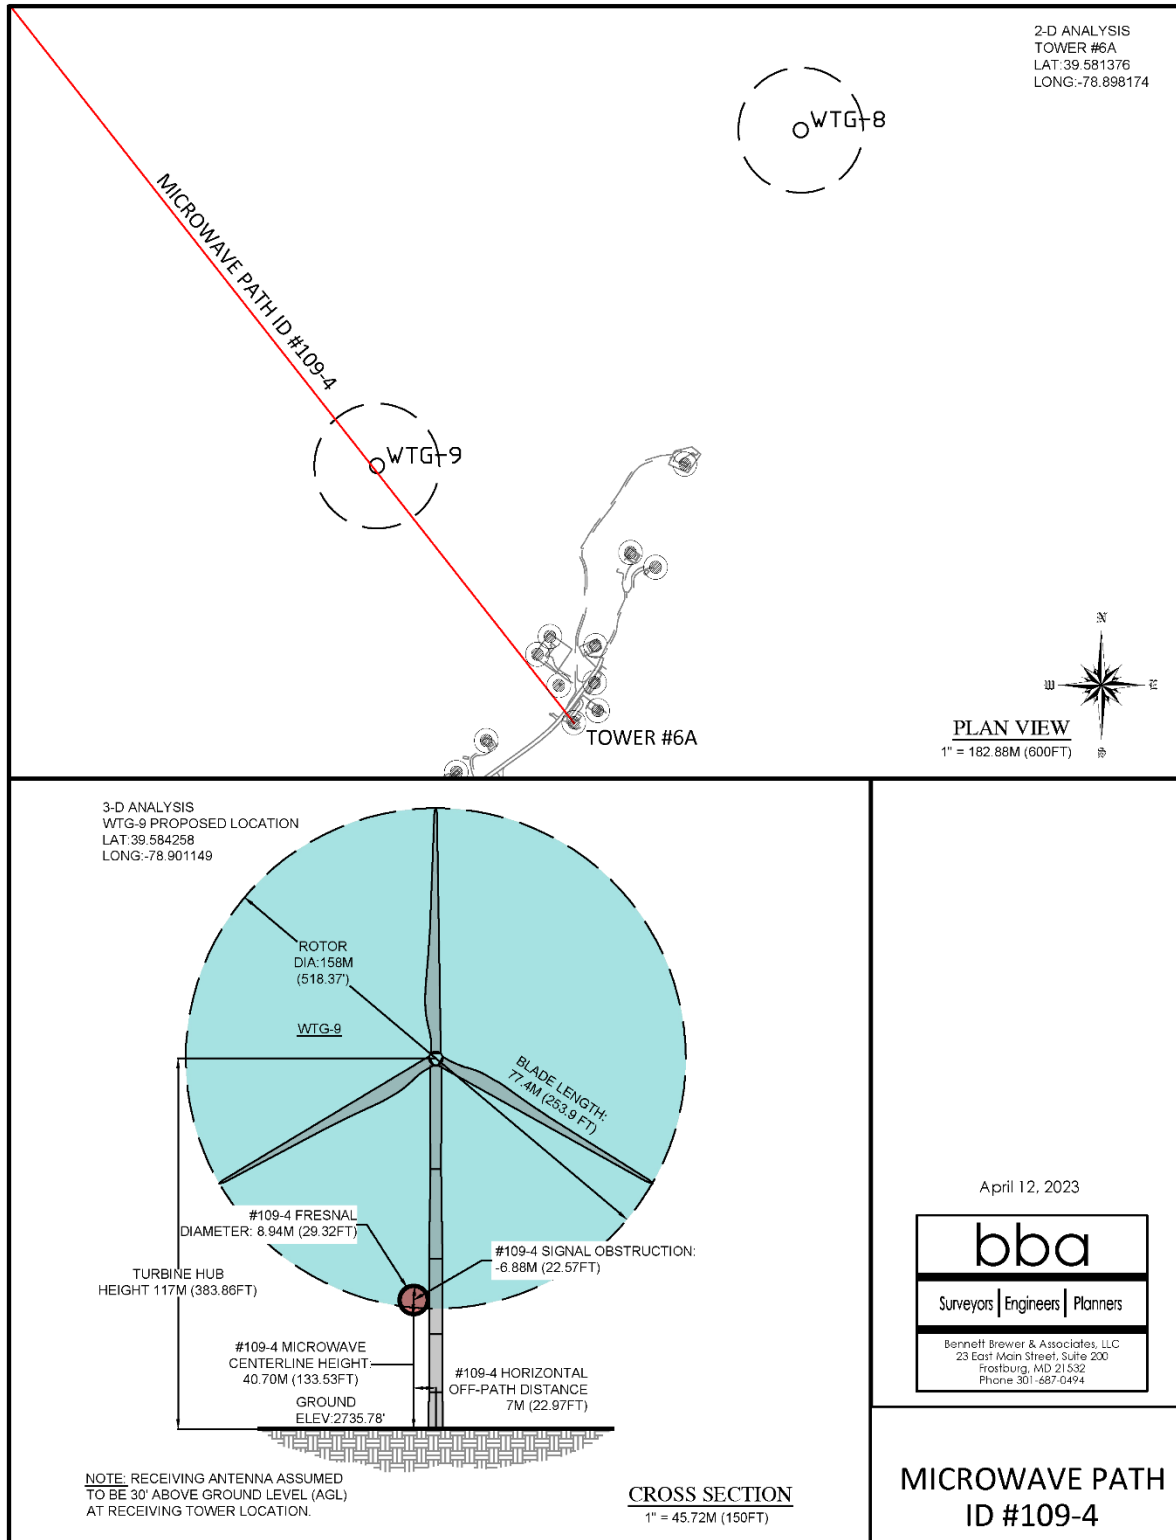 2-D ANALYSIS
TOWER #6A
LAT:39.581376
LONG:-78.898174
WTG-8
MICROWAVE PATH ID #109-4
WTG-9
TOWER #6A
N
W
E
S
PLAN VIEW
1" = 182.88M (600FT)
3-D ANALYSIS
WTG-9 PROPOSED LOCATION
LAT:39.584258
LONG:-78.901149
ROTOR
DIA:158M
(518.37')
WTG-9
BLADE LENGTH:
77.4M (253.9 FT)
#109-4 FRESNAL
DIAMETER: 8.94M (29.32FT)
#109-4 SIGNAL OBSTRUCTION:
-6.88M (22.57FT)
TURBINE HUB
HEIGHT 117M (383.86FT)
#109-4 MICROWAVE
CENTERLINE HEIGHT:
40.70M (133.53FT)
#109-4 HORIZONTAL
OFF-PATH DISTANCE
7M (22.97FT)
GROUND
ELEV:2735.78'
NOTE: RECEIVING ANTENNA ASSUMED
TO BE 30' ABOVE GROUND LEVEL (AGL)
AT RECEIVING TOWER LOCATION.
CROSS SECTION
1" = 45.72M (150FT)
April 12, 2023
bba
Surveyors | Engineers | Planners
Bennett Brewer & Associates, LLC
23 East Main Street, Suite 200
Frostburg, MD 21532
Phone 301-687-0494
MICROWAVE PATH
ID #109-4